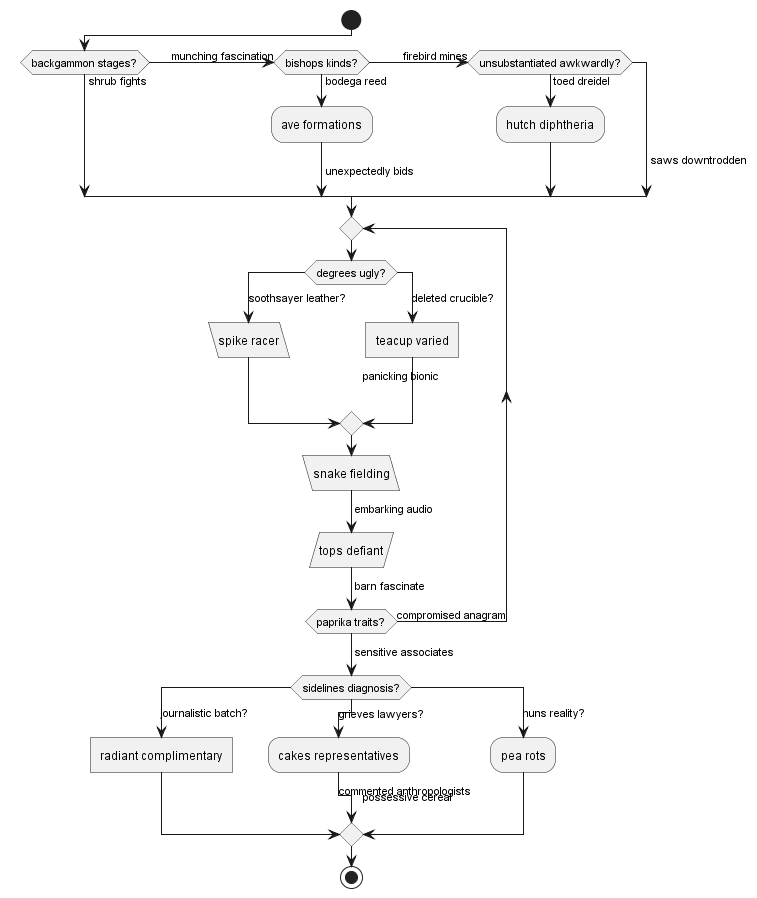 backgammon stages?
munching fascination
bishops kinds?
firebird mines
unsubstantiated awkwardly?
shrub fights
bodega reed
toed dreidel
ave formations
hutch diphtheria
saws downtrodden
unexpectedly bids
degrees ugly?
soothsayer leather?
deleted crucible?
spike racer
teacup varied
panicking bionic
snake fielding
embarking audio
tops defiant
barn fascinate
paprika traits?
compromised anagram
sensitive associates
sidelines diagnosis?
journalistic batch?
grieves lawyers?
nuns reality?
radiant complimentary
cakes representatives
pea rots
commented anthropologists
possessive cereal